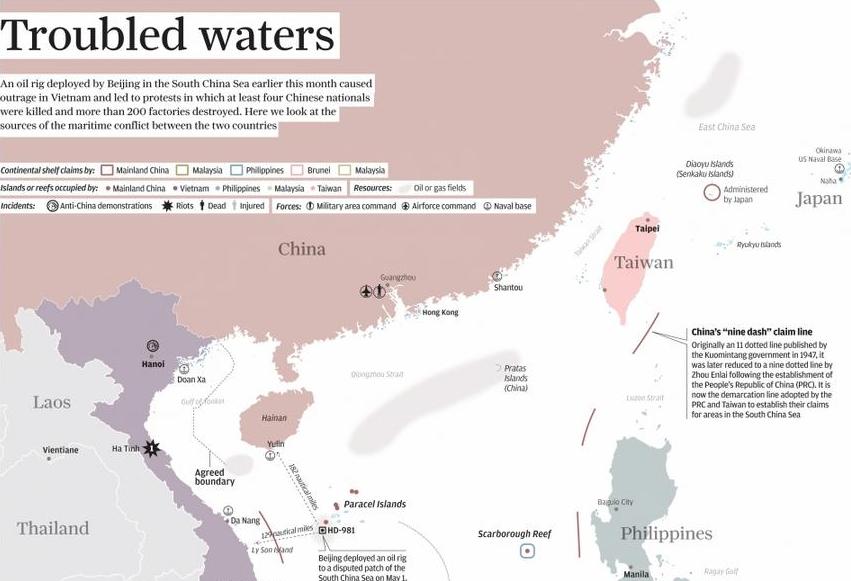 Troubled waters
An oil rig deployed by Beijing in the South China Sea earlier this month caused
outrage in Vietnam and led to protests in which at least four Chinese nationals
were killed and more than 200 factories destroyed. Here we look at the
sources of the maritime conflict between the two countries
Continental shelf claims by: Mainland China Malaysia Philippines Brunei Malaysia
Islands or reefs occupied by: Mainland China Vietnam Philippines Malaysia Taiwan Resources: Oil or gas fields
Incidents: Anti-China demonstrations Riots Dead Injured Forces: Military area command Airforce command Naval base
East China Sea
Okinawa
US Naval Base
Naha
Japan
Diaoyu Islands
(Senkaku Islands)
Administered
by Japan
Ryukyu Islands
Taipei
Taiwan
Taiwan Strait
China
Guangzhou
Shantou
Hong Kong
China's "nine dash" claim line
Originally an 11 dotted line published by
the Kuomintang government in 1947, it
was later reduced to a nine dotted line by
Zhou Enlai following the establishment of
the People's Republic of China (PRC). It is
now the demarcation line adopted by the
PRC and Taiwan to establish their claims
for areas in the South China Sea
Hanoi
Doan Xa
Qiongzhou Strait
Pratas
Islands
(China)
Gulf of Tonkin
Luzon Strait
Laos
Hainan
Yulin
Ha Tinh
1
Vientiane
Agreed
boundary
182 nautical miles
Paracel Islands
Baguio City
Da Nang
HD-981
129 nautical miles
Ly Son Island
Thailand
Scarborough Reef
Philippines
Beijing deployed an oil rig
to a disputed patch of the
South China Sea on May 1,
Manila
Ragay Gulf